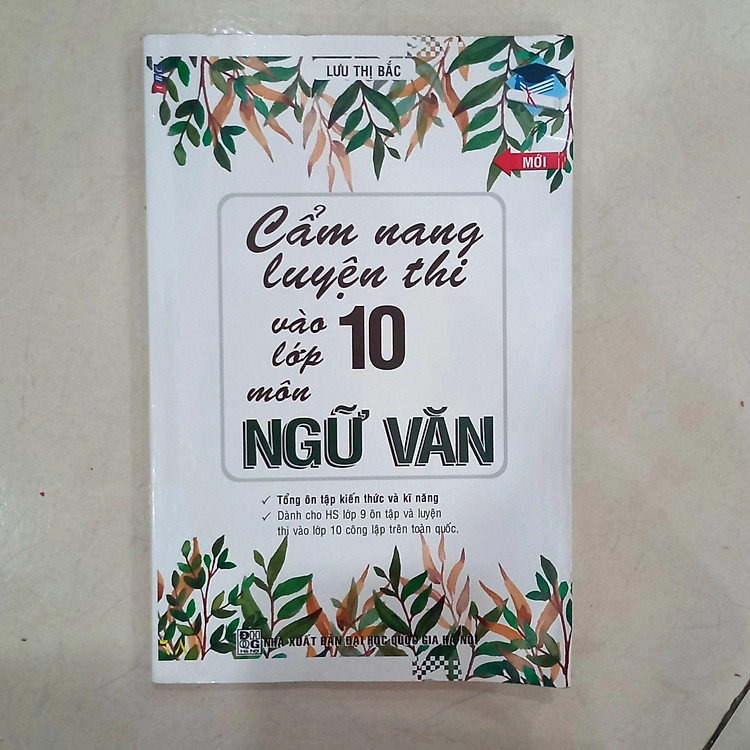 LƯU THỊ BẮC
MỚI
Cẩm nang
luyện thi
vào
lớp 10
môn
NGỮ VĂN
✓ Tổng ôn tập kiến thức và kĩ năng
✓ Dành cho HS lớp 9 ôn tập và luyện
thi vào lớp 10 công lập trên toàn quốc.
NHÀ XUẤT BẢN ĐẠI HỌC QUỐC GIA HÀ NỘI